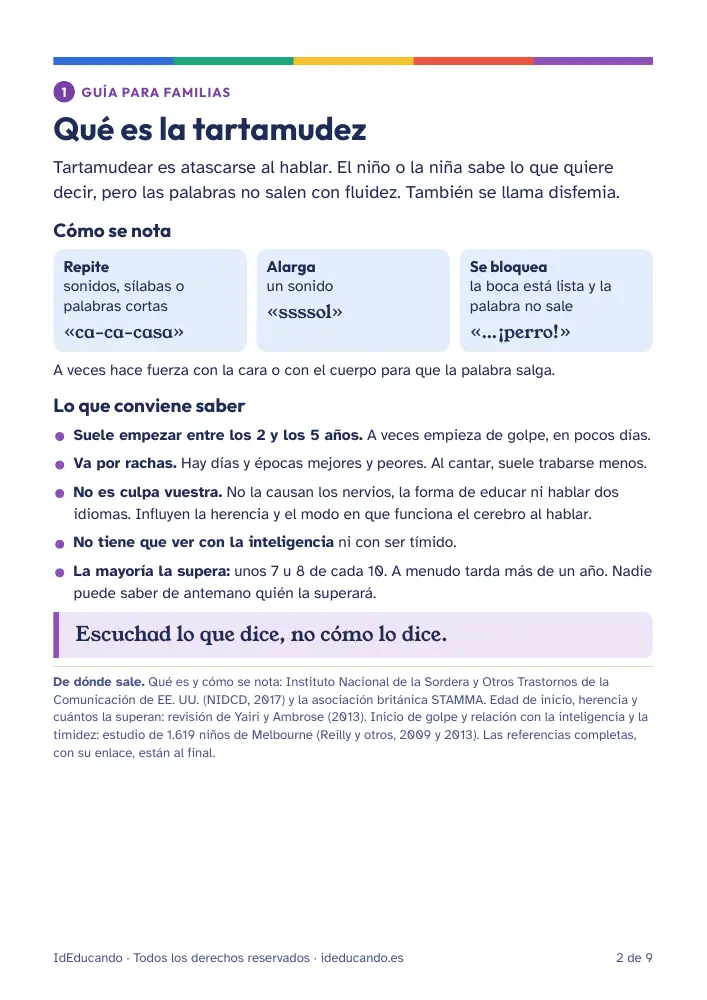 1 GUÍA PARA FAMILIAS
Qué es la tartamudez
Tartamudear es atascarse al hablar. El niño o la niña sabe lo que quiere
decir, pero las palabras no salen con fluidez. También se llama disfemia.
Cómo se nota
Repite
sonidos, sílabas o
palabras cortas
«ca-ca-casa»
Alarga
un sonido
«ssssol»
Se bloquea
la boca está lista y la
palabra no sale
«...¡perro!»
A veces hace fuerza con la cara o con el cuerpo para que la palabra salga.
Lo que conviene saber
Suele empezar entre los 2 y los 5 años. A veces empieza de golpe, en pocos días.
Va por rachas. Hay días y épocas mejores y peores. Al cantar, suele trabarse menos.
No es culpa vuestra. No la causan los nervios, la forma de educar ni hablar dos
idiomas. Influyen la herencia y el modo en que funciona el cerebro al hablar.
No tiene que ver con la inteligencia ni con ser tímido.
La mayoría la supera: unos 7 u 8 de cada 10. A menudo tarda más de un año. Nadie
puede saber de antemano quién la superará.
Escuchad lo que dice, no cómo lo dice.
De dónde sale. Qué es y cómo se nota: Instituto Nacional de la Sordera y Otros Trastornos de la
Comunicación de EE. UU. (NIDCD, 2017) y la asociación británica STAMMA. Edad de inicio, herencia y
cuántos la superan: revisión de Yairi y Ambrose (2013). Inicio de golpe y relación con la inteligencia y la
timidez: estudio de 1.619 niños de Melbourne (Reilly y otros, 2009 y 2013). Las referencias completas,
con su enlace, están al final.
IdEducando · Todos los derechos reservados · ideducando.es
2 de 9